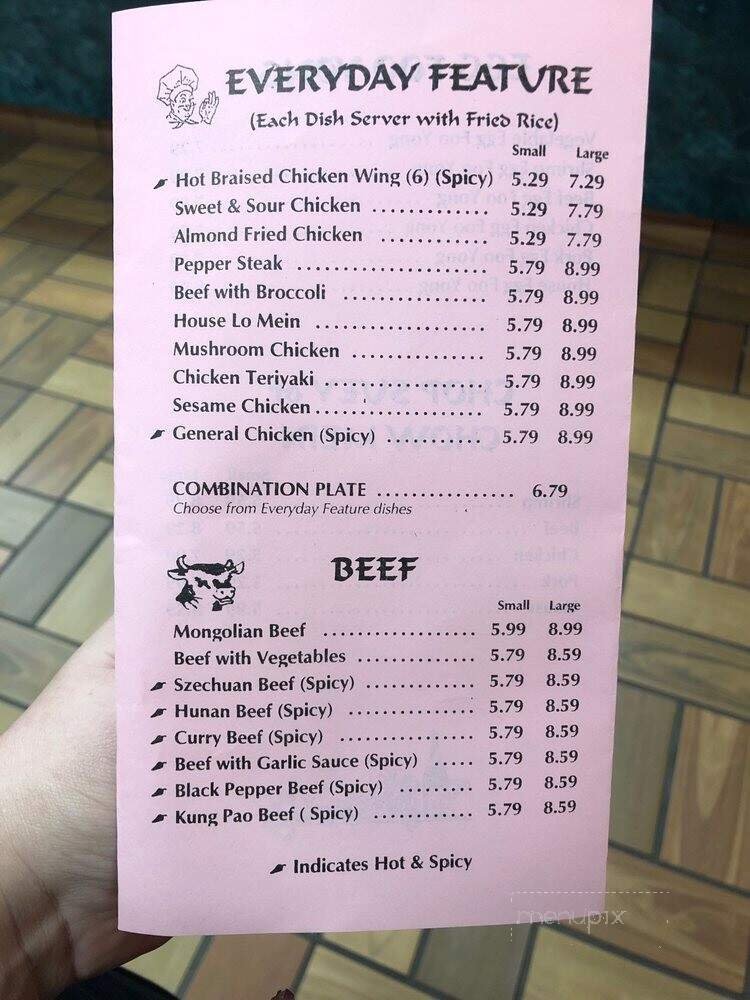 EVERYDAY FEATURE
(Each Dish Server with Fried Rice)
Small Large
Hot Braised Chicken Wing (6) (Spicy) 5.29 7.29
Sweet & Sour Chicken ............. 5.29 7.79
Almond Fried Chicken ............ 5.29 7.79
Pepper Steak ..................... 5.79 8.99
Beef with Broccoli ................ 5.79 8.99
House Lo Mein ................... 5.79 8.99
Mushroom Chicken ............... 5.79 8.99
Chicken Teriyaki .................. 5.79 8.99
Sesame Chicken ................... 5.79 8.99
General Chicken (Spicy) ........... 5.79 8.99
COMBINATION PLATE ................ 6.79
Choose from Everyday Feature dishes
BEEF
Small Large
Mongolian Beef .................. 5.99 8.99
Beef with Vegetables ............. 5.79 8.59
Szechuan Beef (Spicy) ............ 5.79 8.59
Hunan Beef (Spicy) ............... 5.79 8.59
Curry Beef (Spicy) ................ 5.79 8.59
Beef with Garlic Sauce (Spicy) ..... 5.79 8.59
Black Pepper Beef (Spicy) ......... 5.79 8.59
Kung Pao Beef ( Spicy) ............ 5.79 8.59
Indicates Hot & Spicy
menupix